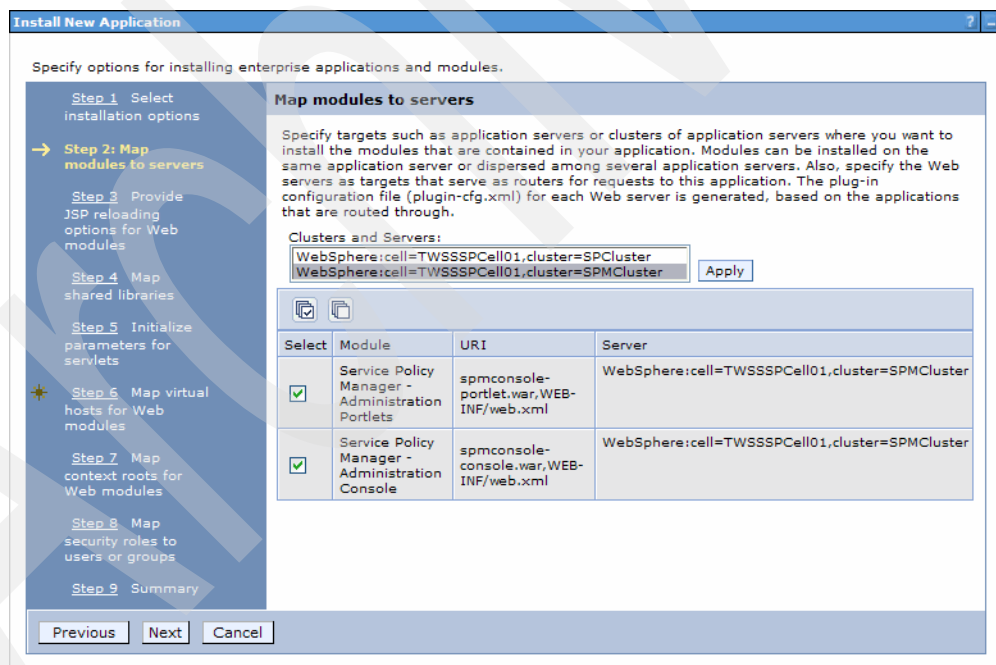 Install New Application
?
Specify options for installing enterprise applications and modules.
Step 1 Select
installation options
Step 2: Map
modules to servers
Step 3 Provide
JSP reloading
options for Web
modules
Step 4 Map
shared libraries
Step 5 Initialize
parameters for
servlets
Step 6 Map virtual
hosts for Web
modules
Step 7 Map
context roots for
Web modules
Step 8 Map
security roles to
users or groups
Step 9 Summary
Map modules to servers
Specify targets such as application servers or clusters of application servers where you want to
install the modules that are contained in your application. Modules can be installed on the
same application server or dispersed among several application servers. Also, specify the Web
servers as targets that serve as routers for requests to this application. The plug-in
configuration file (plugin-cfg.xml) for each Web server is generated, based on the applications
that are routed through.
Clusters and Servers:
WebSphere:cell=TWSSSPCell01,cluster=SPCluster
WebSphere:cell=TWSSSPCell01,cluster=SPMCluster
Apply
Select Module URI Server
Service Policy
Manager -
Administration
Portlets
spmconsole-
portlet.war,WEB-
INF/web.xml
WebSphere:cell=TWSSSPCell01,cluster=SPMCluster
Service Policy
Manager -
Administration
Console
spmconsole-
console.war,WEB-
INF/web.xml
WebSphere:cell=TWSSSPCell01,cluster=SPMCluster
Previous Next Cancel